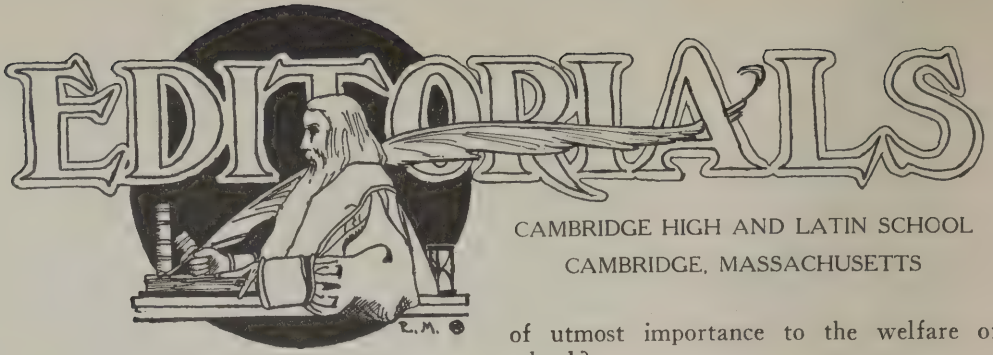 EDITORIALS
CAMBRIDGE HIGH AND LATIN SCHOOL
CAMBRIDGE, MASSACHUSETTS
R.M.
of utmost importance to the welfare of